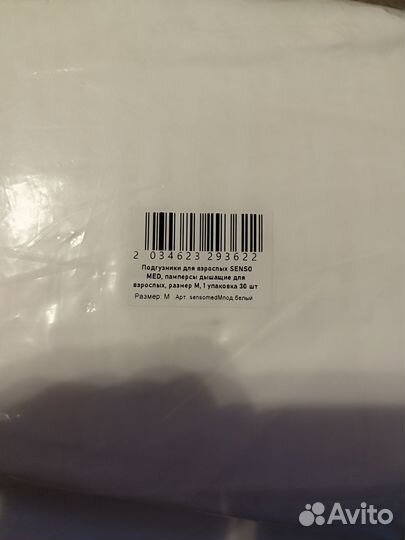 2 034623 293622
Подгузники для взрослых SENSO
MED, памперсы дышащие для
взрослых, размер M, 1 упаковка 30 шт
Размер: M Арт. sensomedMпод белый
Avito